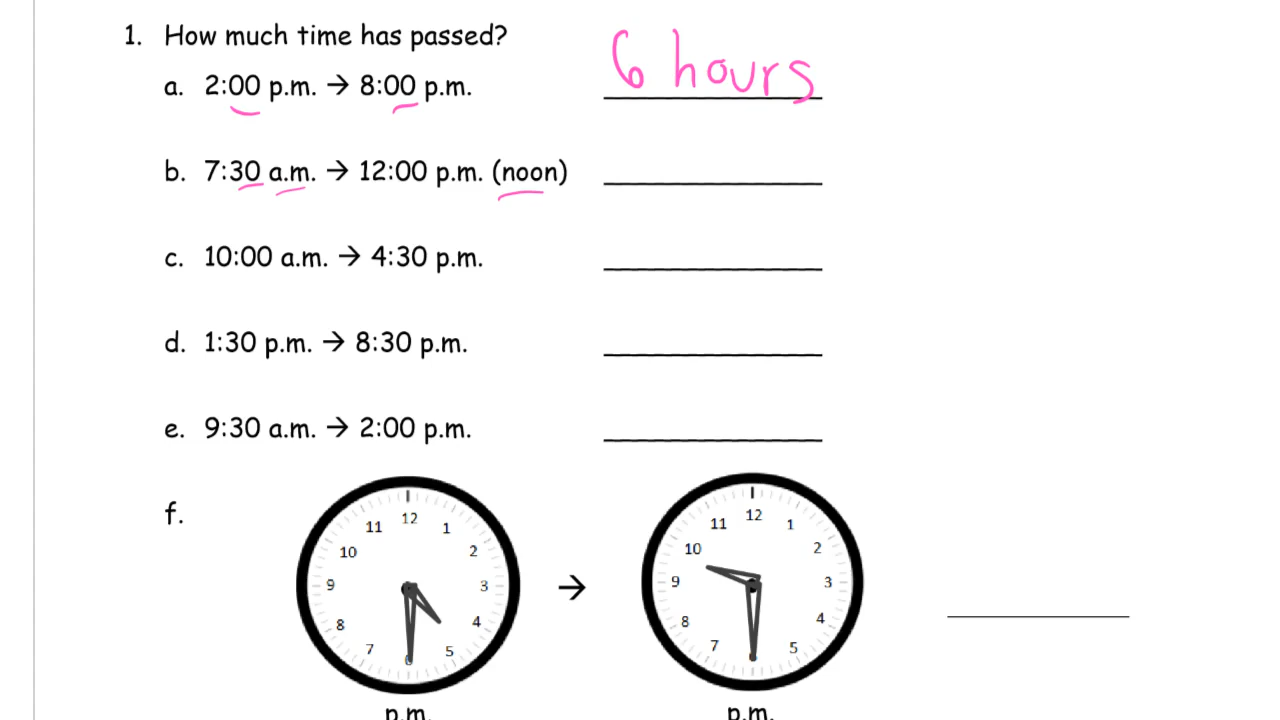 1. How much time has passed?
a. 2:00 p.m. → 8:00 p.m. 6 hours
b. 7:30 a.m. → 12:00 p.m. (noon)
c. 10:00 a.m. → 4:30 p.m.
d. 1:30 p.m. → 8:30 p.m.
e. 9:30 a.m. → 2:00 p.m.
f.
12 1 2 3 4 5 7 8 9 10 11
→
12 1 2 3 4 5 7 8 9 10 11
p.m. p.m.